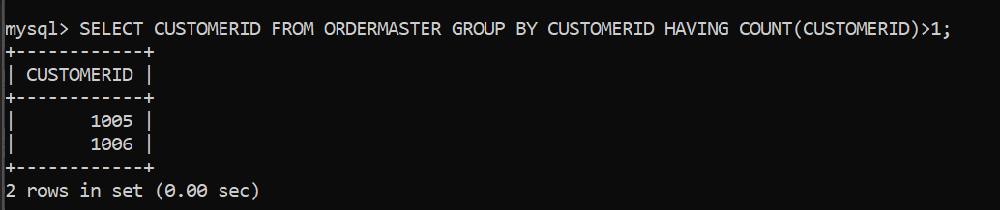 mysql> SELECT CUSTOMERID FROM ORDERMASTER GROUP BY CUSTOMERID HAVING COUNT(CUSTOMERID)>1;
+------------+
| CUSTOMERID |
+------------+
|       1005 |
|       1006 |
+------------+
2 rows in set (0.00 sec)